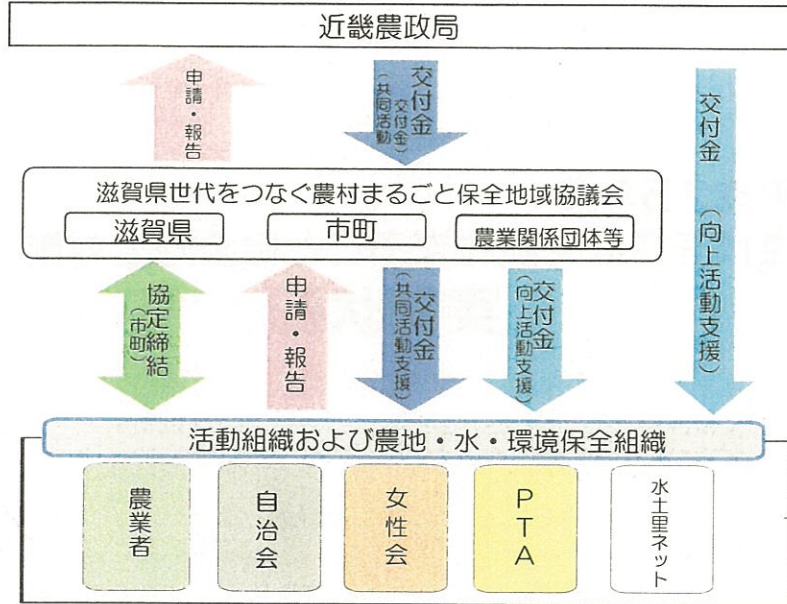 近畿農政局
申請・報告
交付金
交付金
(共同活動
交付金　(向上活動支援)
滋賀県世代をつなぐ農村まるごと保全地域協議会
滋賀県
市町
農業関係団体等
協定締結
(市町)
申請・報告
交付金
(共同活動支援)
交付金
(向上活動支援)
活動組織および農地・水・環境保全組織
農業者
自治会
女性会
PTA
水土里ネット